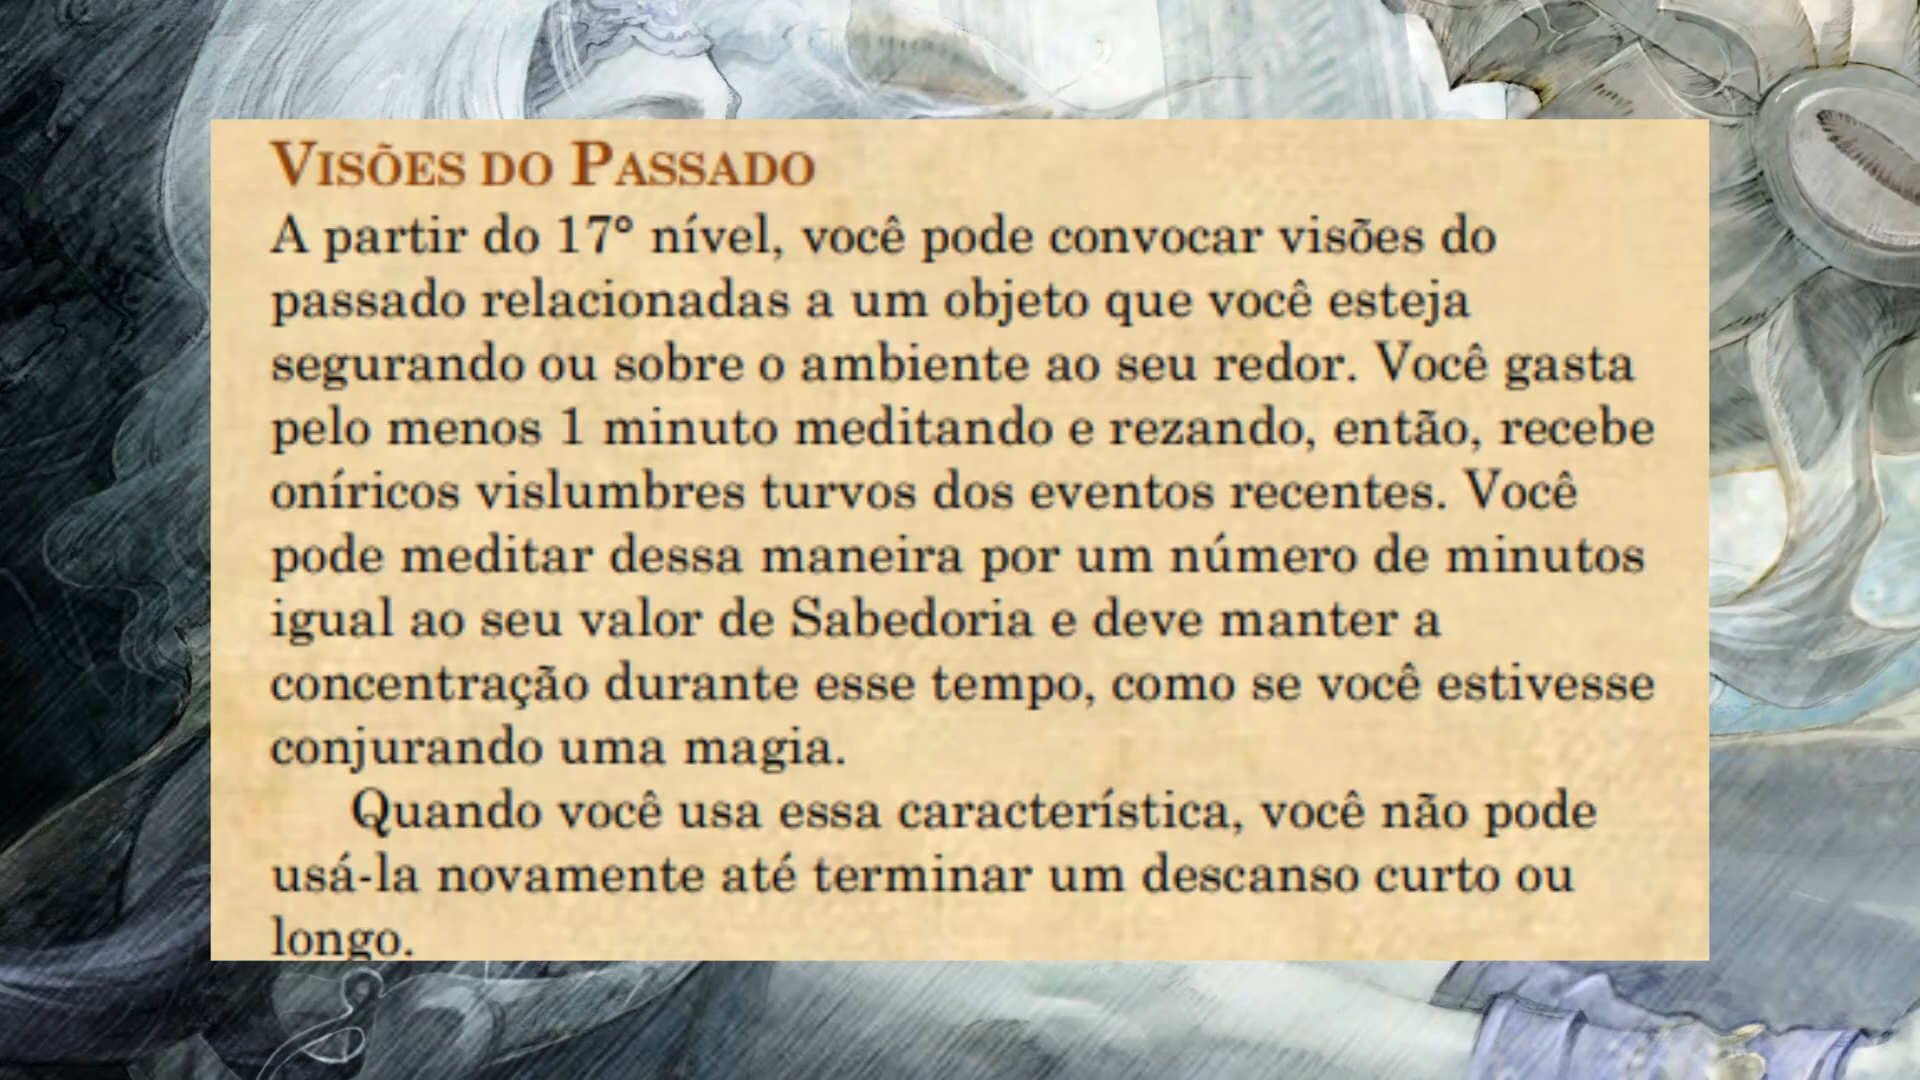 VISÕES DO PASSADO
A partir do 17° nível, você pode convocar visões do
passado relacionadas a um objeto que você esteja
segurando ou sobre o ambiente ao seu redor. Você gasta
pelo menos 1 minuto meditando e rezando, então, recebe
oníricos vislumbres turvos dos eventos recentes. Você
pode meditar dessa maneira por um número de minutos
igual ao seu valor de Sabedoria e deve manter a
concentração durante esse tempo, como se você estivesse
conjurando uma magia.
Quando você usa essa característica, você não pode
usá-la novamente até terminar um descanso curto ou
longo.